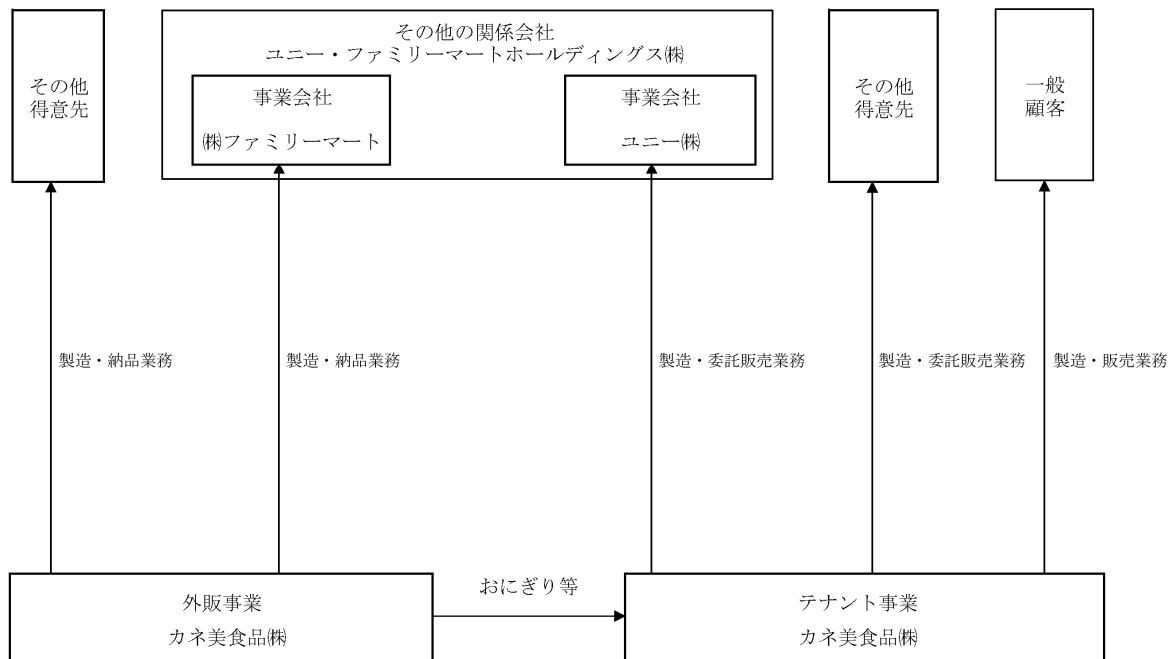 その他
得意先
その他の関係会社
ユニー・ファミリーマートホールディングス㈱
事業会社
㈱ファミリーマート
事業会社
ユニー㈱
その他
得意先
一般
顧客
製造・納品業務
製造・納品業務
製造・委託販売業務
製造・委託販売業務
製造・販売業務
外販事業
カネ美食品㈱
おにぎり等
テナント事業
カネ美食品㈱